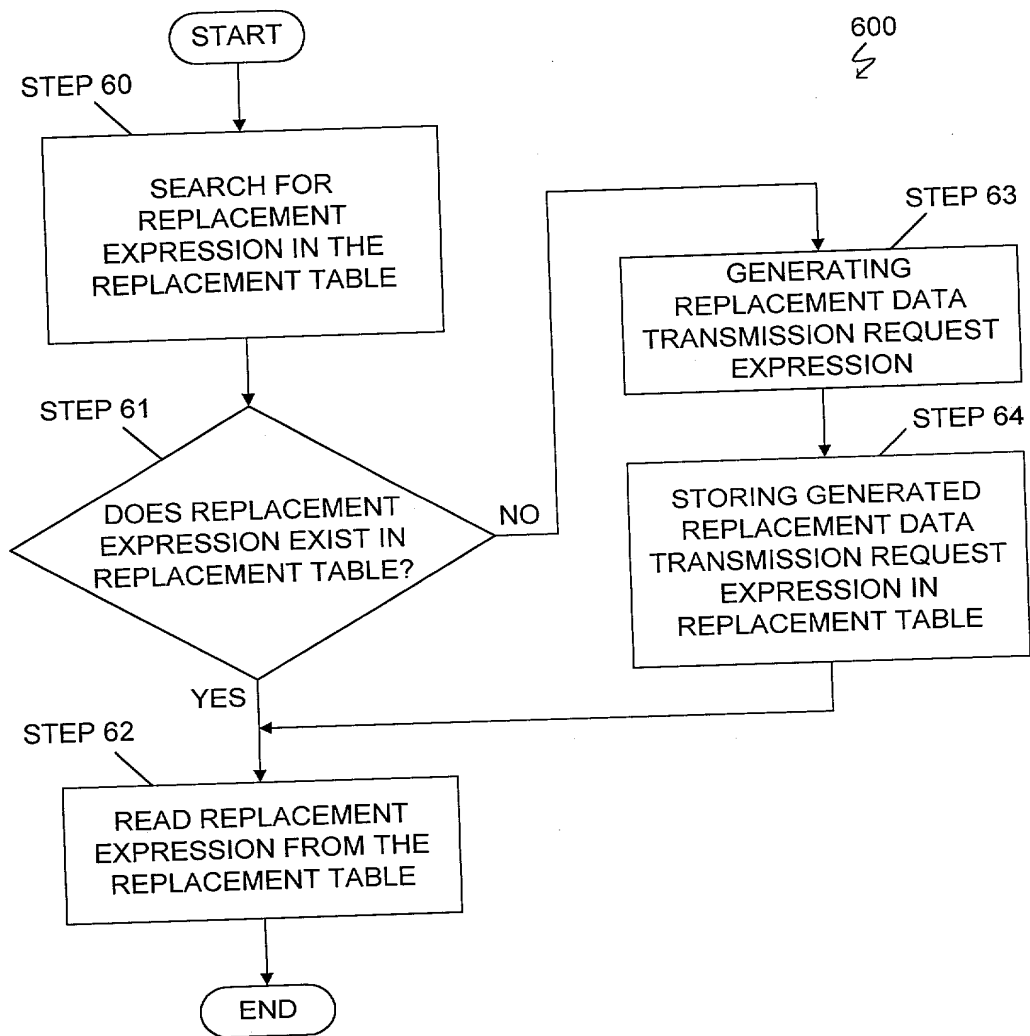 START
600
STEP 60
SEARCH FOR
REPLACEMENT
EXPRESSION IN THE
REPLACEMENT TABLE
STEP 61
DOES REPLACEMENT
EXPRESSION EXIST IN
REPLACEMENT TABLE?
NO
YES
STEP 63
GENERATING
REPLACEMENT DATA
TRANSMISSION REQUEST
EXPRESSION
STEP 64
STORING GENERATED
REPLACEMENT DATA
TRANSMISSION REQUEST
EXPRESSION IN
REPLACEMENT TABLE
STEP 62
READ REPLACEMENT
EXPRESSION FROM THE
REPLACEMENT TABLE
END